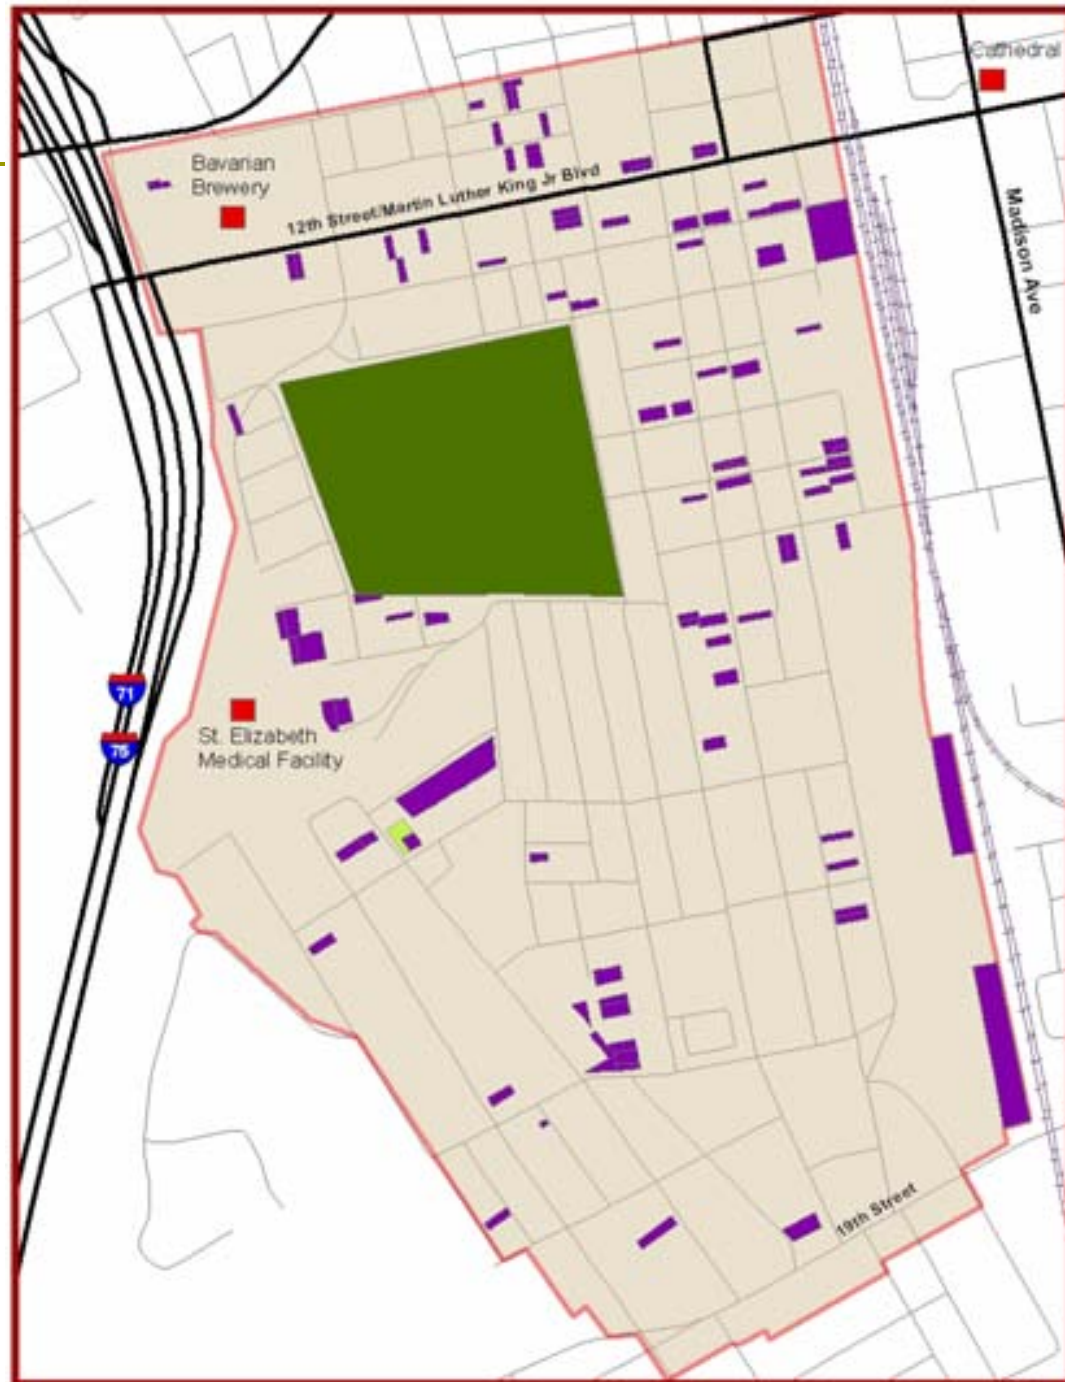 Cathedral
Bavarian
Brewery
12th Street/Martin Luther King Jr Blvd
Madison Ave
71
75
St. Elizabeth
Medical Facility
19th Street